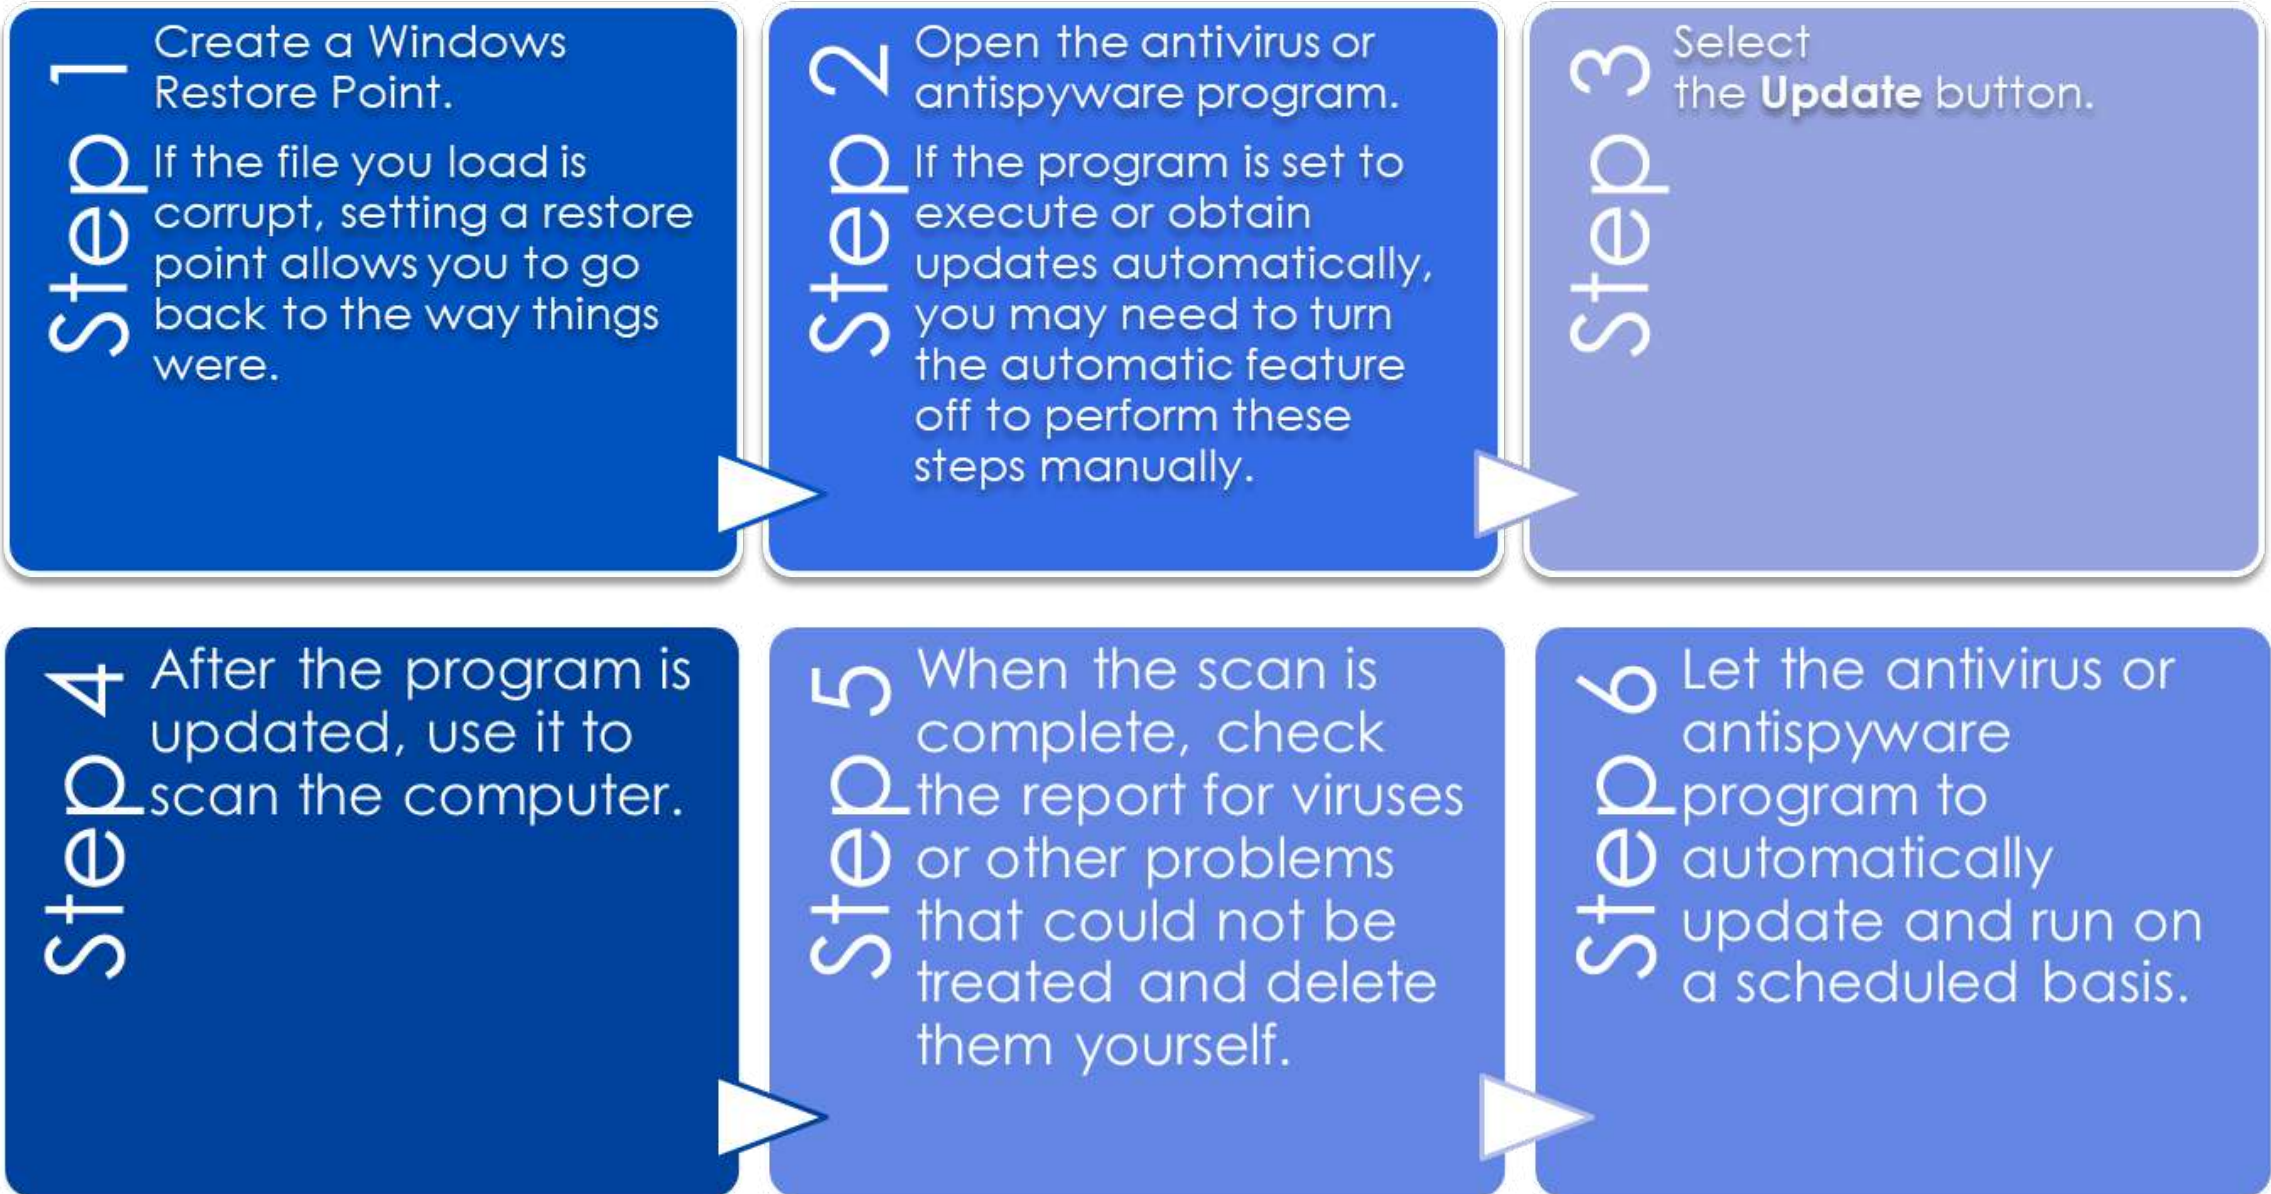 Step 1
Create a Windows
Restore Point.
If the file you load is
corrupt, setting a restore
point allows you to go
back to the way things
were.
Step 2
Open the antivirus or
antispyware program.
If the program is set to
execute or obtain
updates automatically,
you may need to turn
the automatic feature
off to perform these
steps manually.
Step 3
Select
the Update button.
Step 4
After the program is
updated, use it to
scan the computer.
Step 5
When the scan is
complete, check
the report for viruses
or other problems
that could not be
treated and delete
them yourself.
Step 6
Let the antivirus or
antispyware
program to
automatically
update and run on
a scheduled basis.